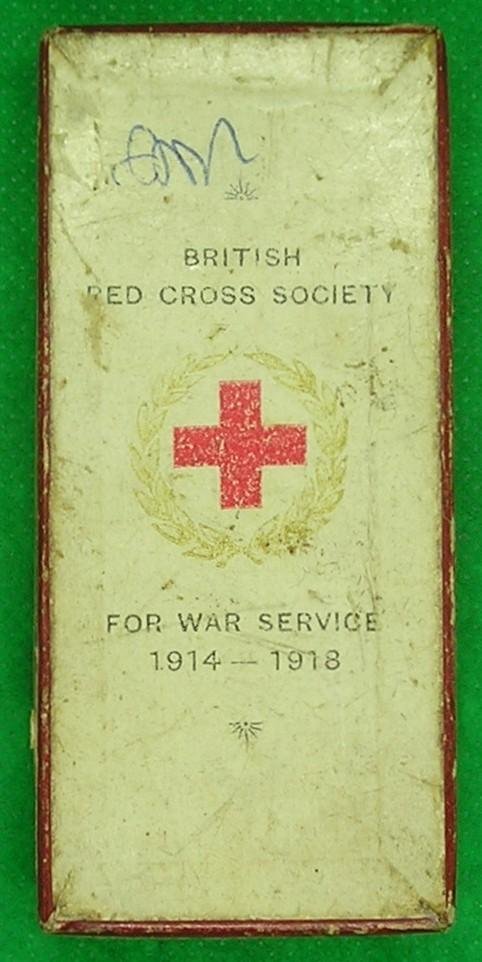 BRITISH
RED CROSS SOCIETY
FOR WAR SERVICE
1914 — 1918